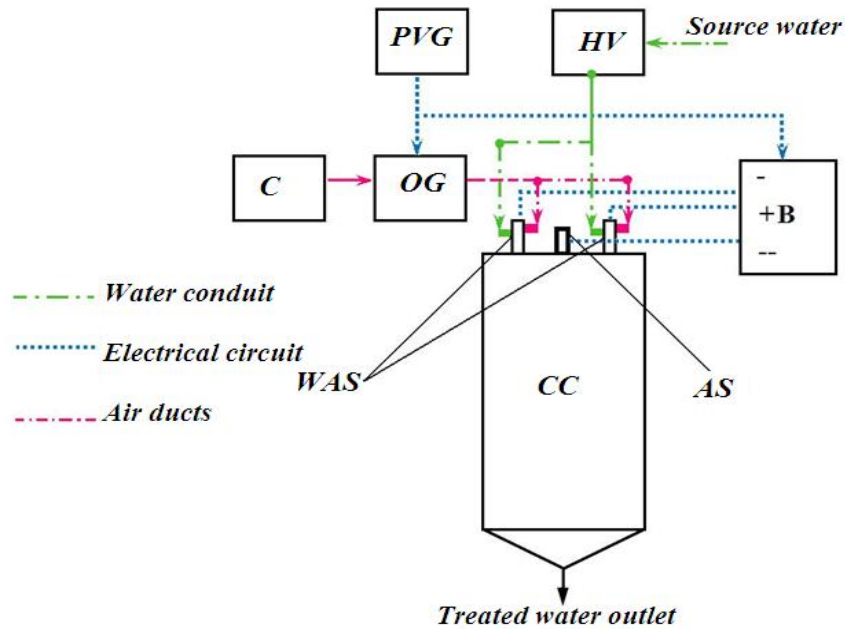 PVG
HV
Source water
C
OG
-
+B
--
Water conduit
Electrical circuit
WAS
CC
AS
Air ducts
Treated water outlet